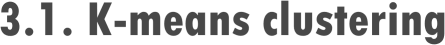 3.1. K-means clustering